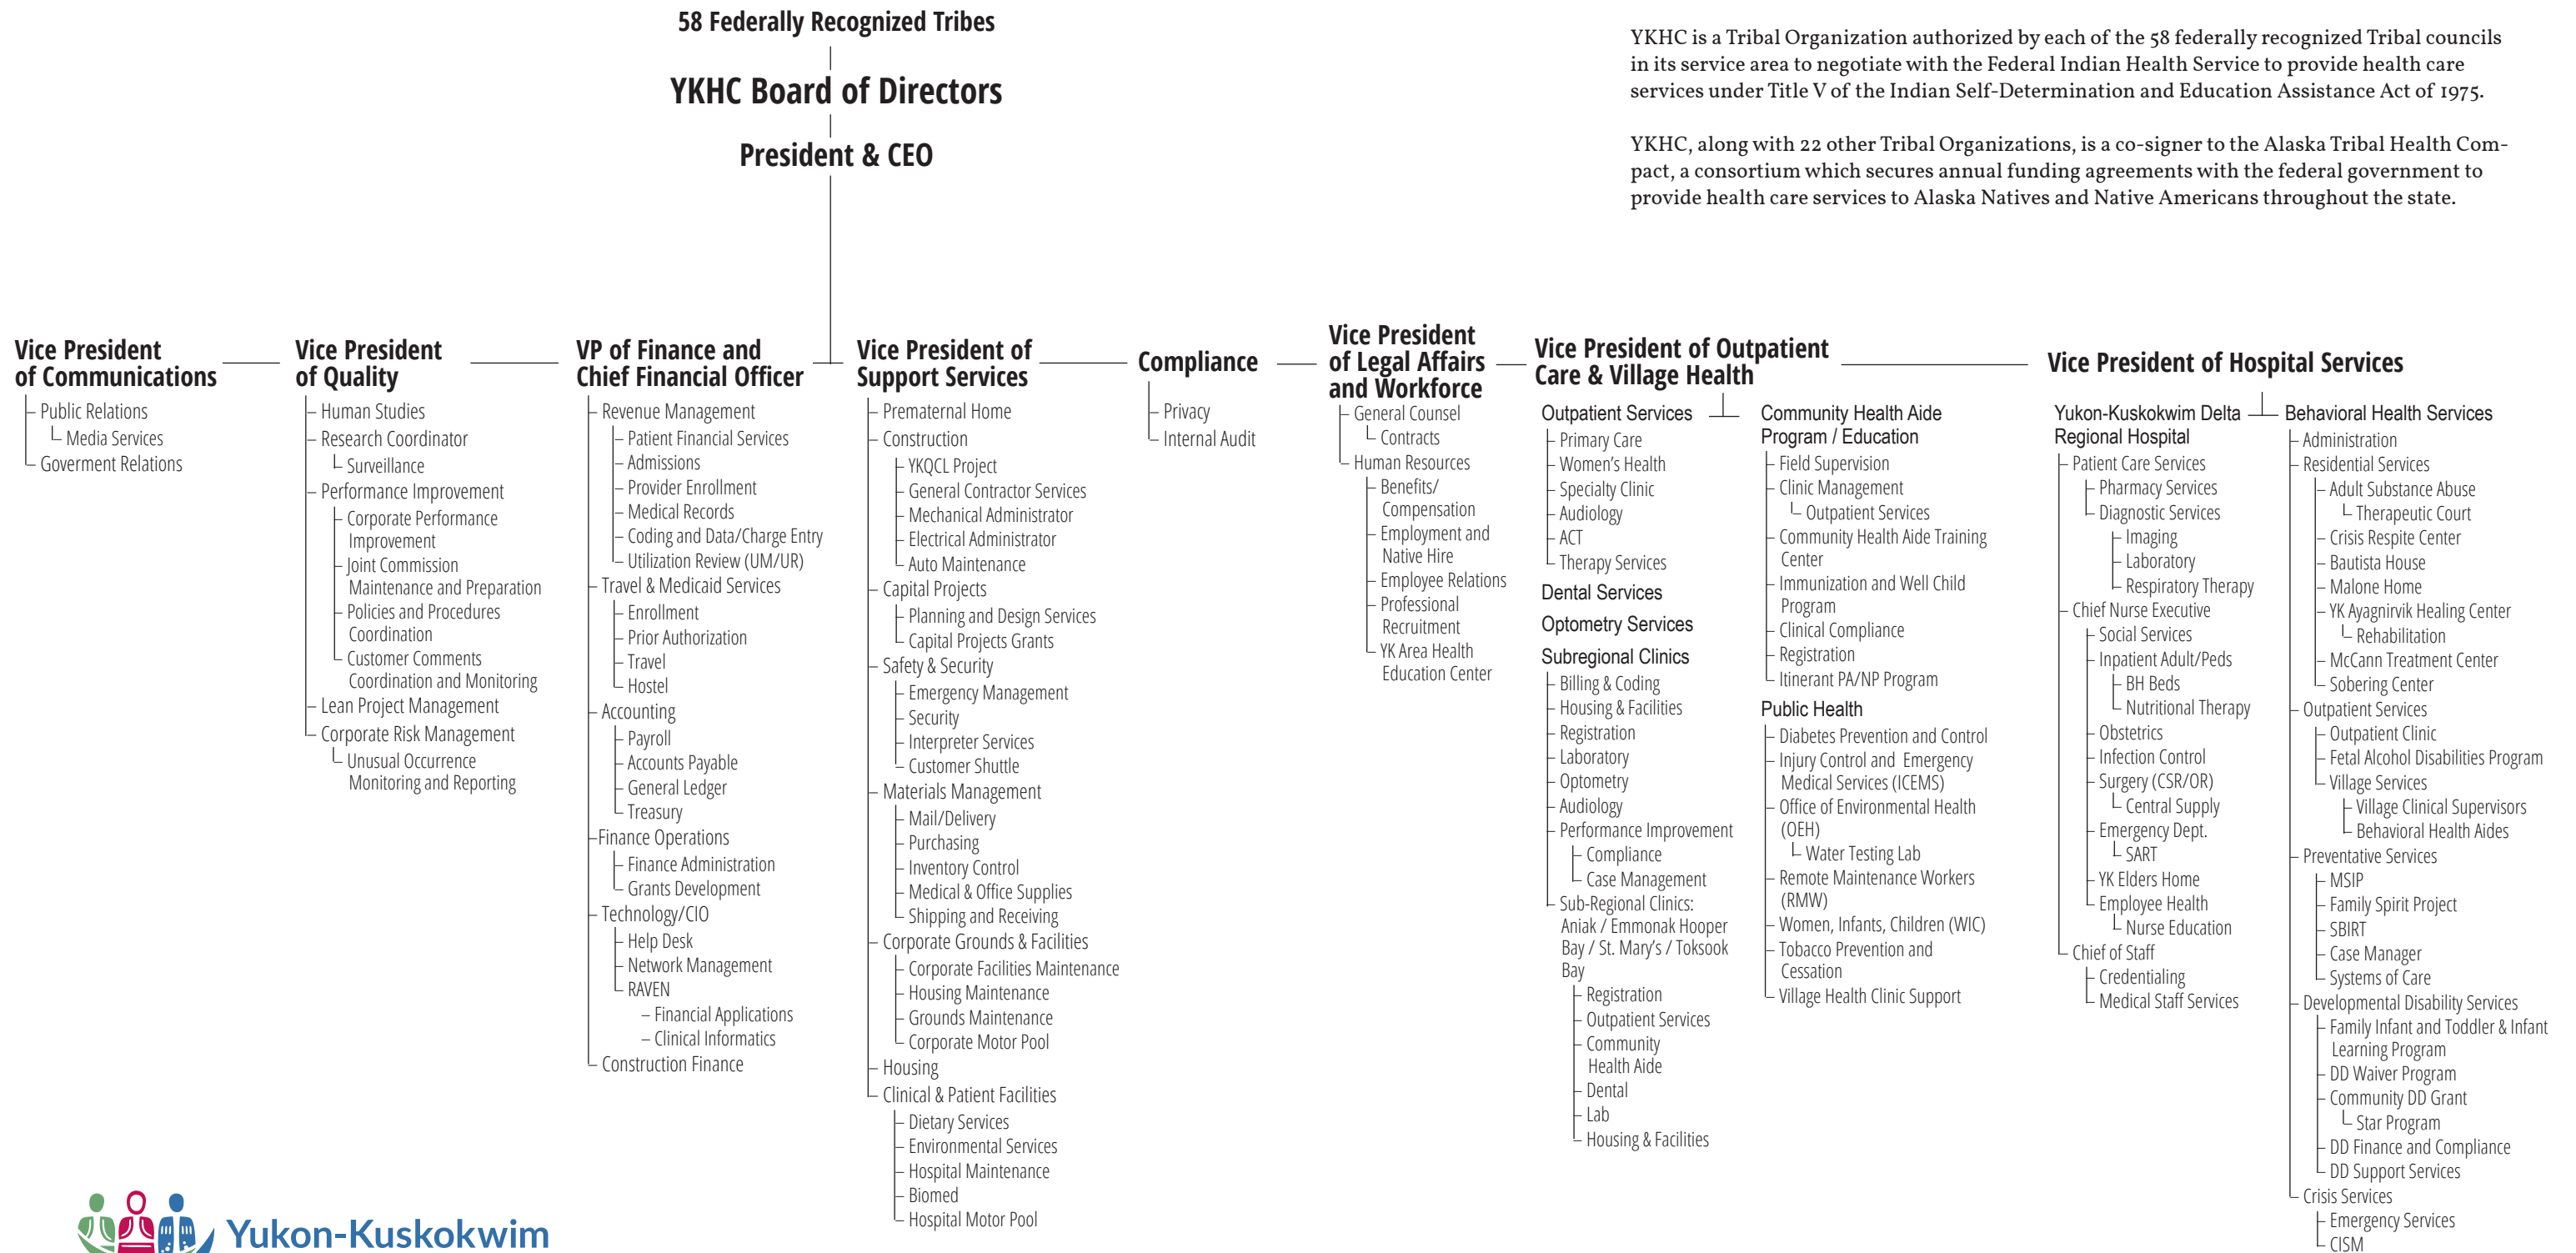 58 Federally Recognized Tribes
YKHC Board of Directors
President & CEO
YKHC is a Tribal Organization authorized by each of the 58 federally recognized Tribal councils
in its service area to negotiate with the Federal Indian Health Service to provide health care
services under Title V of the Indian Self-Determination and Education Assistance Act of 1975.
YKHC, along with 22 other Tribal Organizations, is a co-signer to the Alaska Tribal Health Com-
pact, a consortium which secures annual funding agreements with the federal government to
provide health care services to Alaska Natives and Native Americans throughout the state.
Vice President
of Communications
Public Relations
Media Services
Goverment Relations
Vice President
of Quality
Human Studies
Research Coordinator
Surveillance
Performance Improvement
Corporate Performance
Improvement
Joint Commission
Maintenance and Preparation
Policies and Procedures
Coordination
Customer Comments
Coordination and Monitoring
Lean Project Management
Corporate Risk Management
Unusual Occurrence
Monitoring and Reporting
VP of Finance and
Chief Financial Officer
Revenue Management
Patient Financial Services
Admissions
Provider Enrollment
Medical Records
Coding and Data/Charge Entry
Utilization Review (UM/UR)
Travel & Medicaid Services
Enrollment
Prior Authorization
Travel
Hostel
Accounting
Payroll
Accounts Payable
General Ledger
Treasury
Finance Operations
Finance Administration
Grants Development
Technology/CIO
Help Desk
Network Management
RAVEN
– Financial Applications
– Clinical Informatics
Construction Finance
Vice President of
Support Services
Prematernal Home
Construction
YKQCL Project
General Contractor Services
Mechanical Administrator
Electrical Administrator
Auto Maintenance
Capital Projects
Planning and Design Services
Capital Projects Grants
Safety & Security
Emergency Management
Security
Interpreter Services
Customer Shuttle
Materials Management
Mail/Delivery
Purchasing
Inventory Control
Medical & Office Supplies
Shipping and Receiving
Corporate Grounds & Facilities
Corporate Facilities Maintenance
Housing Maintenance
Grounds Maintenance
Corporate Motor Pool
Housing
Clinical & Patient Facilities
Dietary Services
Environmental Services
Hospital Maintenance
Biomed
Hospital Motor Pool
Compliance
Privacy
Internal Audit
Vice President
of Legal Affairs
and Workforce
General Counsel
Contracts
Human Resources
Benefits/
Compensation
Employment and
Native Hire
Employee Relations
Professional
Recruitment
YK Area Health
Education Center
Vice President of Outpatient
Care & Village Health
Outpatient Services
Primary Care
Women's Health
Specialty Clinic
Audiology
ACT
Therapy Services
Dental Services
Optometry Services
Subregional Clinics
Billing & Coding
Housing & Facilities
Registration
Laboratory
Optometry
Audiology
Performance Improvement
Compliance
Case Management
Sub-Regional Clinics:
Aniak / Emmonak Hooper
Bay / St. Mary's / Toksook
Bay
Registration
Outpatient Services
Community
Health Aide
Dental
Lab
Housing & Facilities
Community Health Aide
Program / Education
Field Supervision
Clinic Management
Outpatient Services
Community Health Aide Training
Center
Immunization and Well Child
Program
Clinical Compliance
Registration
Itinerant PA/NP Program
Public Health
Diabetes Prevention and Control
Injury Control and Emergency
Medical Services (ICEMS)
Office of Environmental Health
(OEH)
Water Testing Lab
Remote Maintenance Workers
(RMW)
Women, Infants, Children (WIC)
Tobacco Prevention and
Cessation
Village Health Clinic Support
Vice President of Hospital Services
Yukon-Kuskokwim Delta
Regional Hospital
Patient Care Services
Pharmacy Services
Diagnostic Services
Imaging
Laboratory
Respiratory Therapy
Chief Nurse Executive
Social Services
Inpatient Adult/Peds
BH Beds
Nutritional Therapy
Obstetrics
Infection Control
Surgery (CSR/OR)
Central Supply
Emergency Dept.
SART
YK Elders Home
Employee Health
Nurse Education
Chief of Staff
Credentialing
Medical Staff Services
Behavioral Health Services
Administration
Residential Services
Adult Substance Abuse
Therapeutic Court
Crisis Respite Center
Bautista House
Malone Home
YK Ayagnirvik Healing Center
Rehabilitation
McCann Treatment Center
Sobering Center
Outpatient Services
Outpatient Clinic
Fetal Alcohol Disabilities Program
Village Services
Village Clinical Supervisors
Behavioral Health Aides
Preventative Services
MSIP
Family Spirit Project
SBIRT
Case Manager
Systems of Care
Developmental Disability Services
Family Infant and Toddler & Infant
Learning Program
DD Waiver Program
Community DD Grant
Star Program
DD Finance and Compliance
DD Support Services
Crisis Services
Emergency Services
CISM
Yukon-Kuskokwim